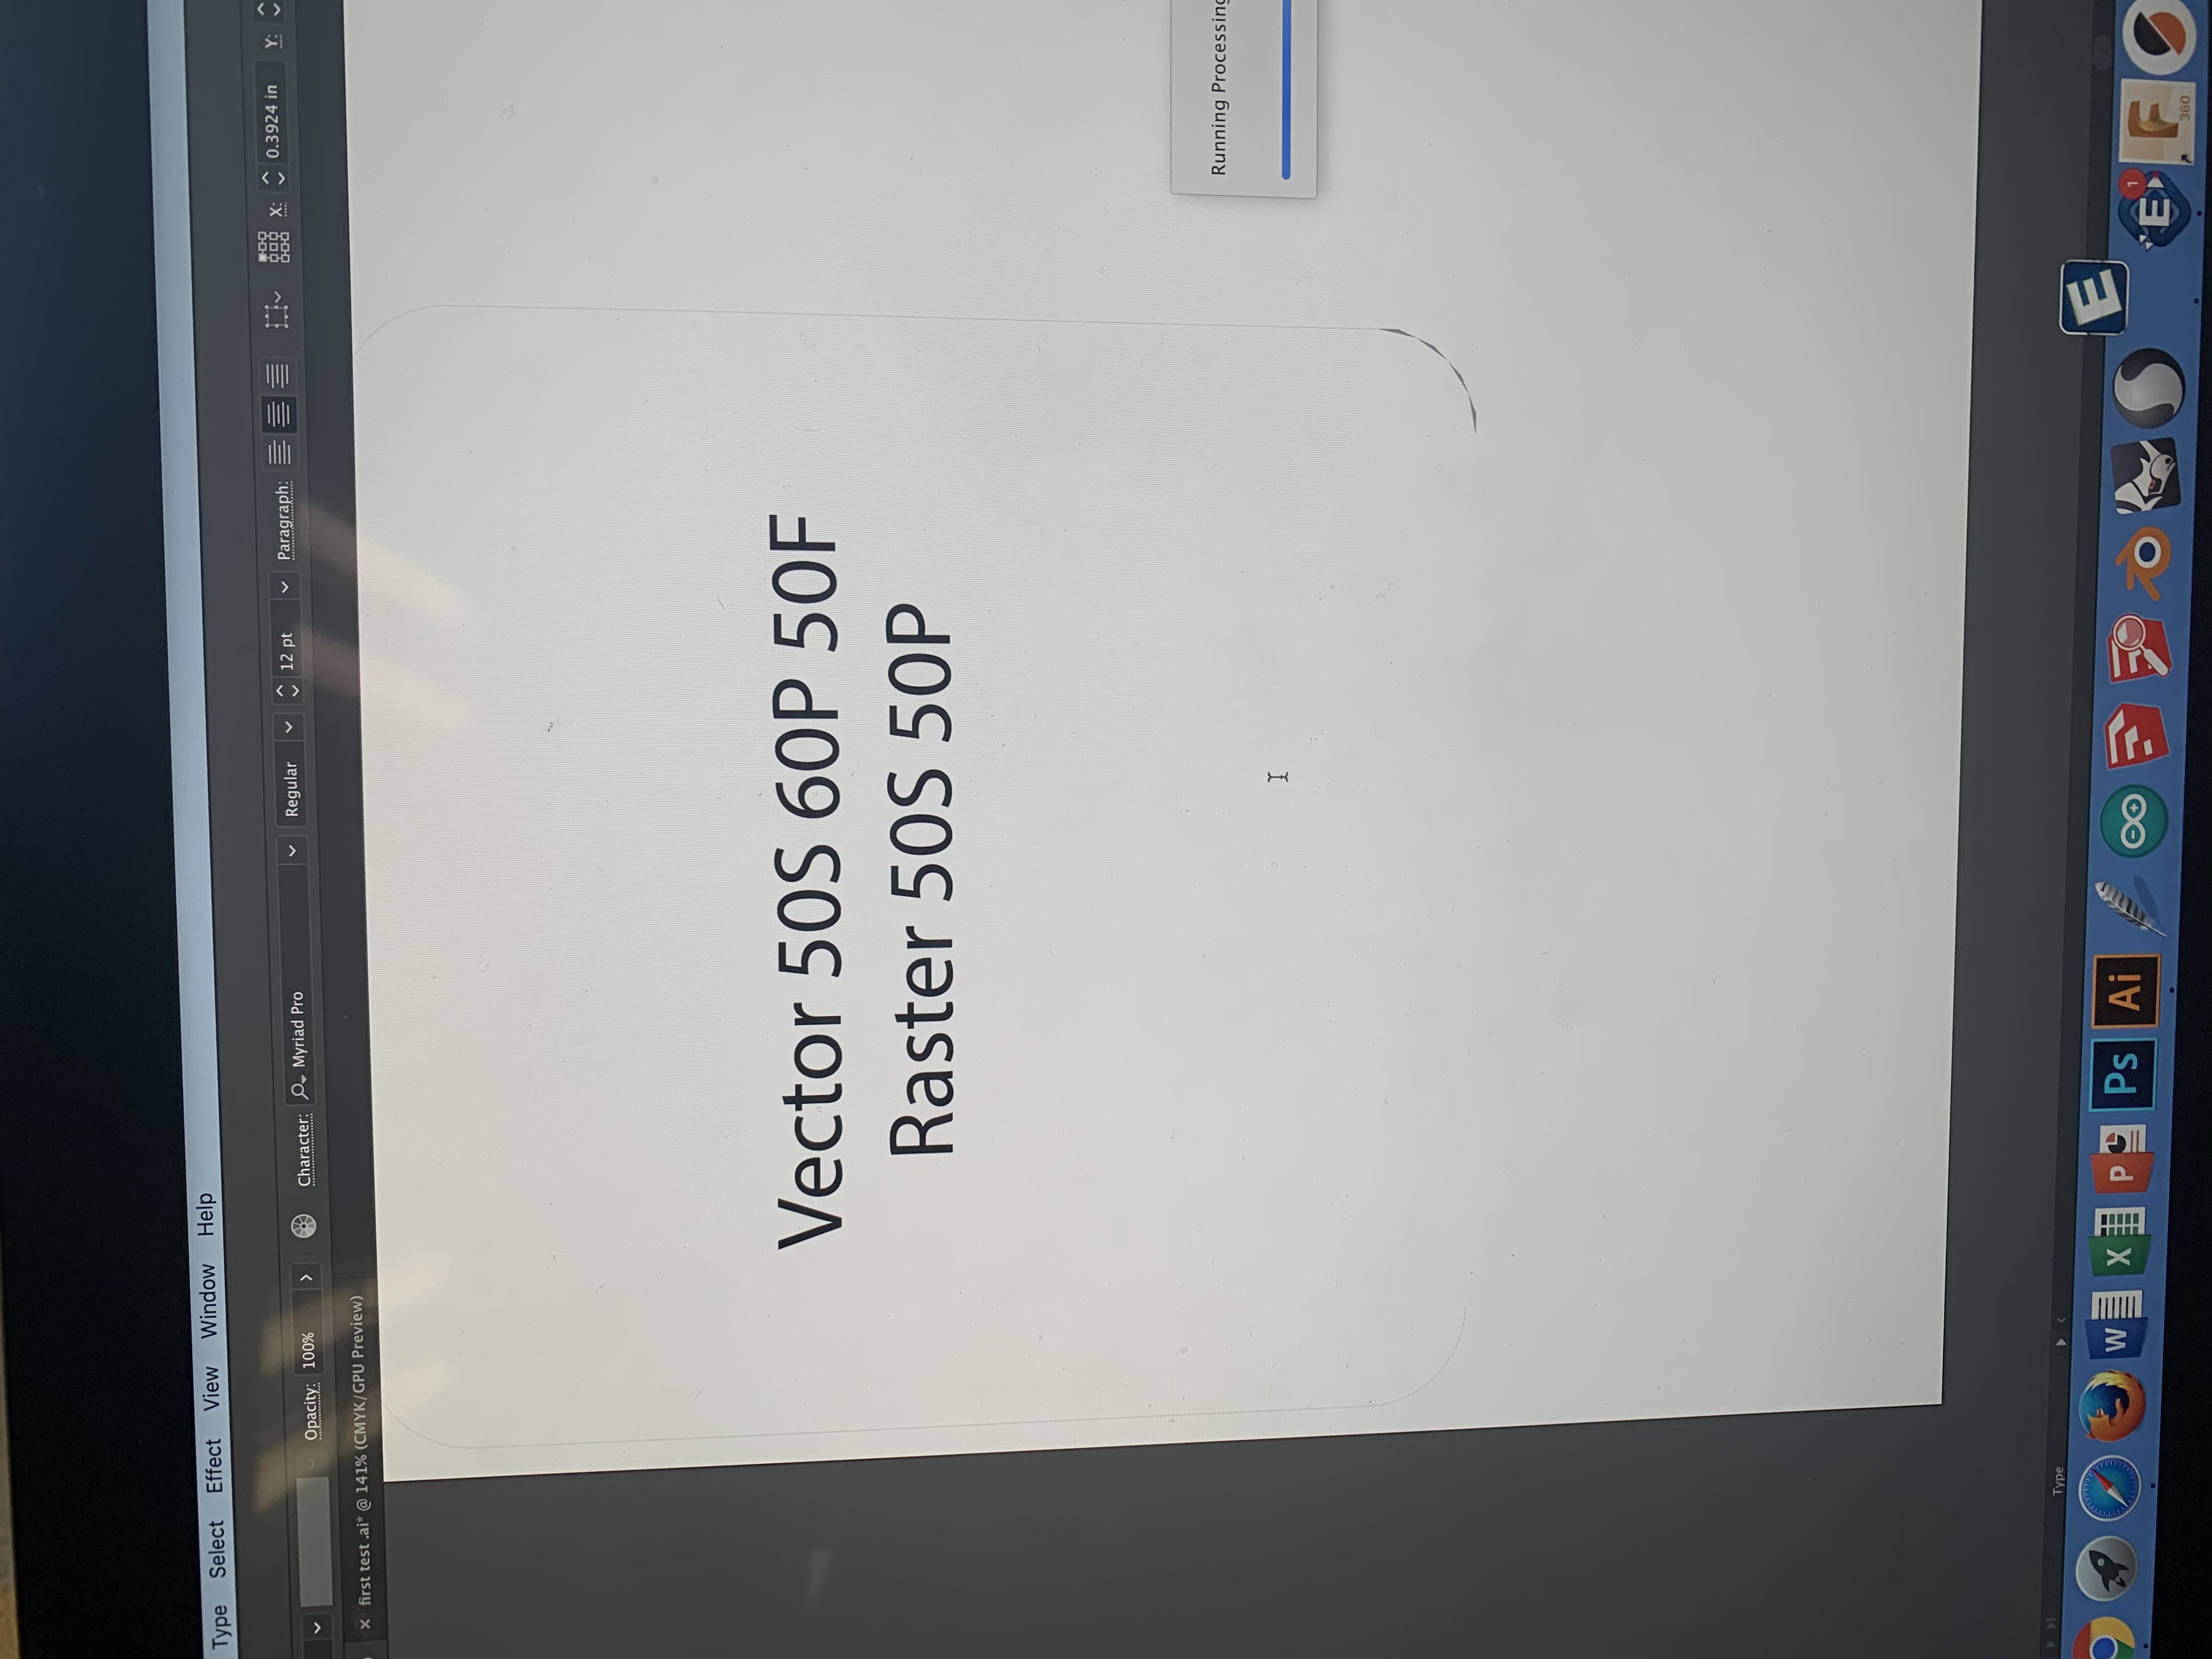 Type Select Effect View Window Help
Opacity: 100% Character: Myriad Pro Regular 12 pt Paragraph: X: 0.3924 in Y:
× first test .ai* @ 141% (CMYK/GPU Preview)
Vector 50S 60P 50F
Raster 50S 50P
Running Processing
Type
W X P Ps Ai E E 1 F 360